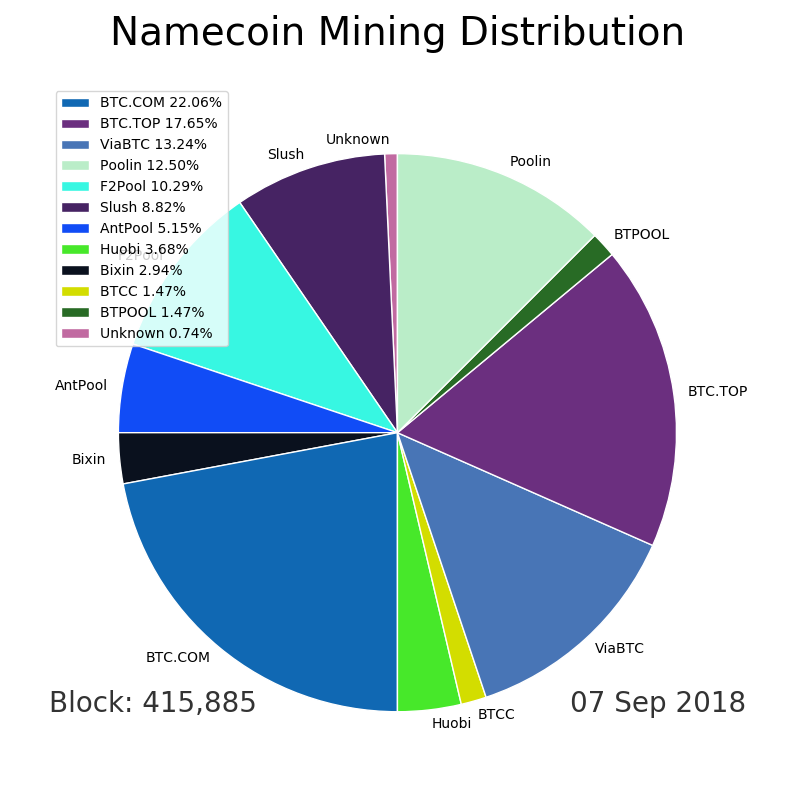 Namecoin Mining Distribution
BTC.COM 22.06%
BTC.TOP 17.65%
ViaBTC 13.24%
Poolin 12.50%
F2Pool 10.29%
Slush 8.82%
AntPool 5.15%
Huobi 3.68%
Bixin 2.94%
BTCC 1.47%
BTPOOL 1.47%
Unknown 0.74%
Unknown
Slush
Poolin
BTPOOL
F2Pool
AntPool
BTC.TOP
Bixin
BTC.COM
ViaBTC
Huobi
BTCC
Block: 415,885
07 Sep 2018